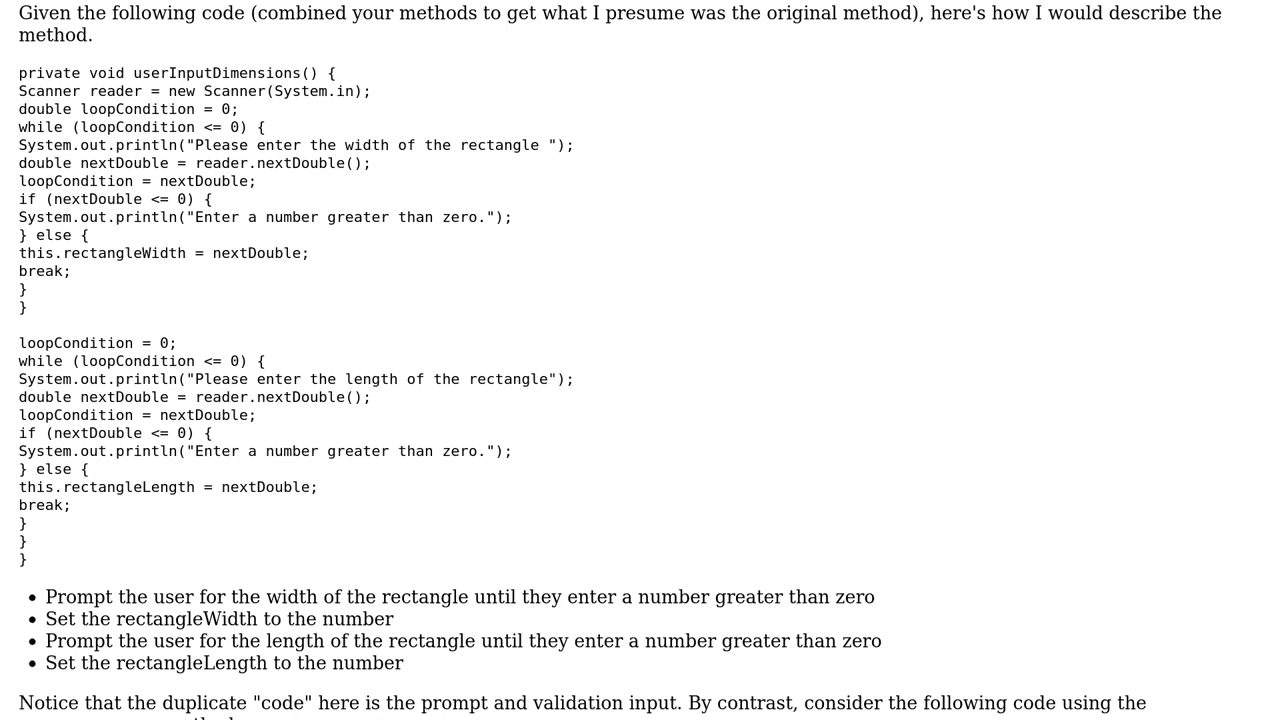 Given the following code (combined your methods to get what I presume was the original method), here's how I would describe the
method.
private void userInputDimensions() {
Scanner reader = new Scanner(System.in);
double loopCondition = 0;
while (loopCondition <= 0) {
System.out.println("Please enter the width of the rectangle ");
double nextDouble = reader.nextDouble();
loopCondition = nextDouble;
if (nextDouble <= 0) {
System.out.println("Enter a number greater than zero.");
} else {
this.rectangleWidth = nextDouble;
break;
}
}
loopCondition = 0;
while (loopCondition <= 0) {
System.out.println("Please enter the length of the rectangle");
double nextDouble = reader.nextDouble();
loopCondition = nextDouble;
if (nextDouble <= 0) {
System.out.println("Enter a number greater than zero.");
} else {
this.rectangleLength = nextDouble;
break;
}
}
}
• Prompt the user for the width of the rectangle until they enter a number greater than zero
• Set the rectangleWidth to the number
• Prompt the user for the length of the rectangle until they enter a number greater than zero
• Set the rectangleLength to the number
Notice that the duplicate "code" here is the prompt and validation input. By contrast, consider the following code using the